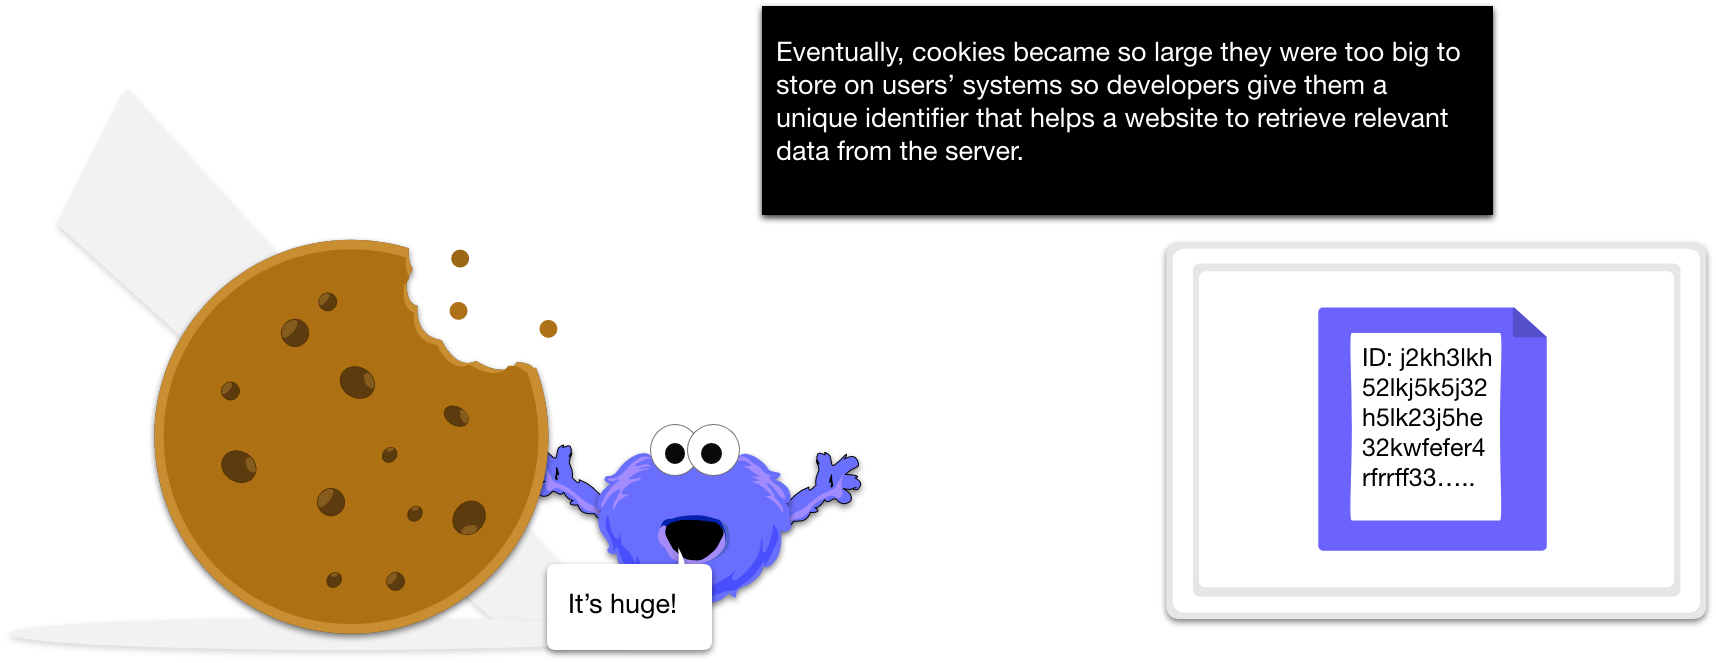 Eventually, cookies became so large they were too big to
store on users’ systems so developers give them a
unique identifier that helps a website to retrieve relevant
data from the server.
ID: j2kh3lkh
52lkj5k5j32
h5lk23j5he
32kwfefer4
rfrrff33…..
It’s huge!